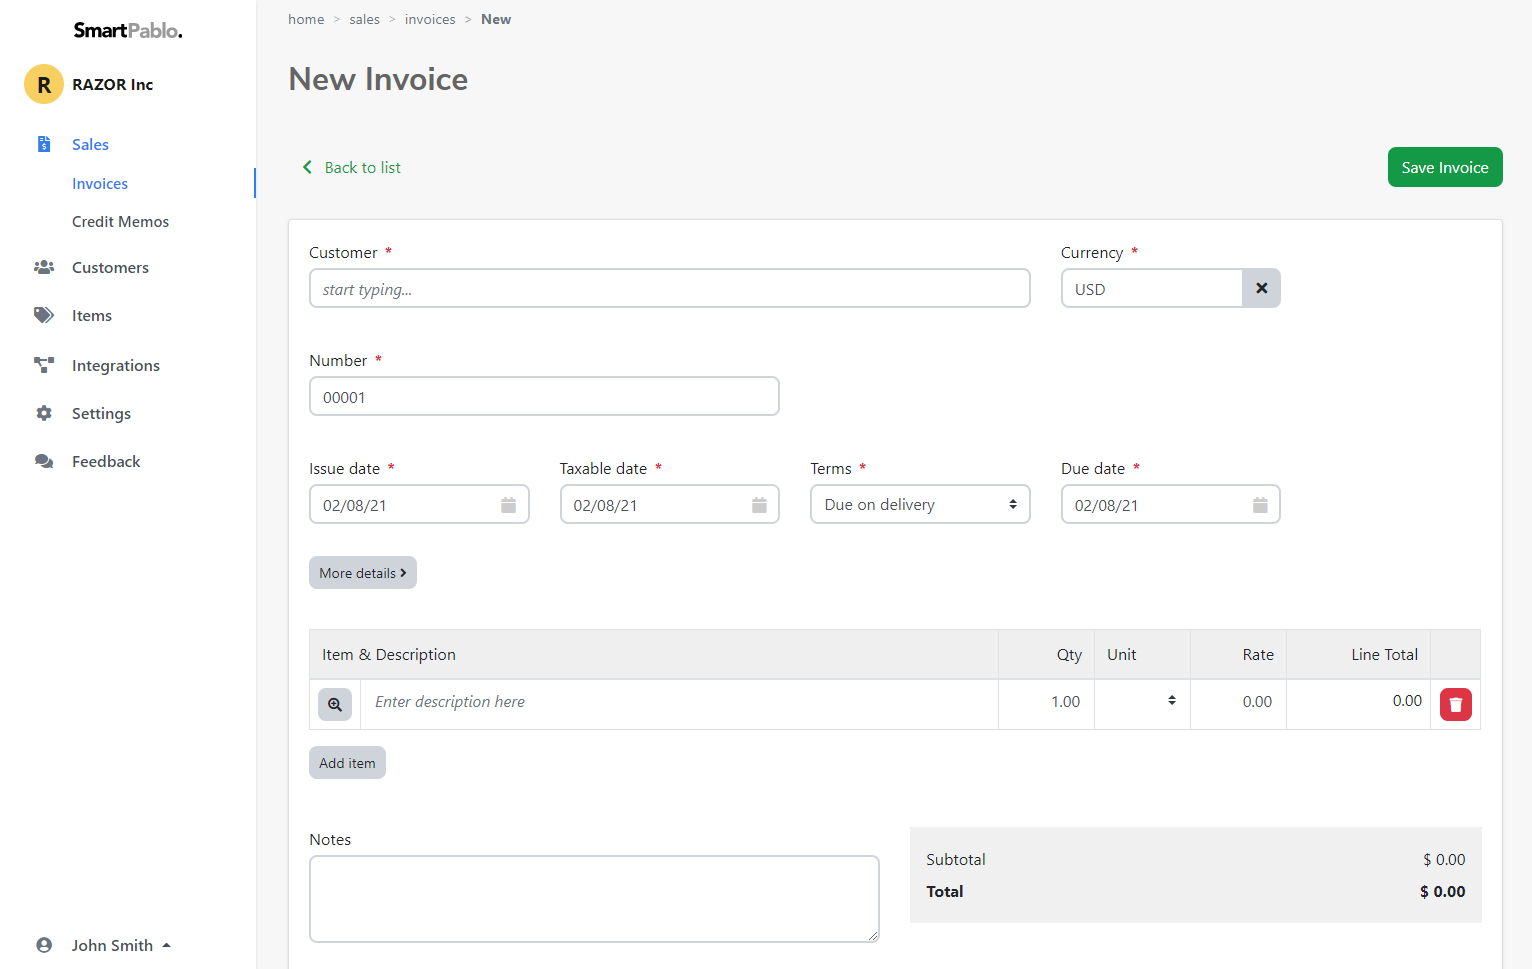 SmartPablo.
R RAZOR Inc
Sales
Invoices
Credit Memos
Customers
Items
Integrations
Settings
Feedback
John Smith
home > sales > invoices > New
New Invoice
Back to list
Save Invoice
Customer * Currency *
start typing... USD
Number *
00001
Issue date * Taxable date * Terms * Due date *
02/08/21 02/08/21 Due on delivery 02/08/21
More details
Item & Description Qty Unit Rate Line Total
Enter description here 1.00 0.00 0.00
Add item
Notes
Subtotal $ 0.00
Total $ 0.00